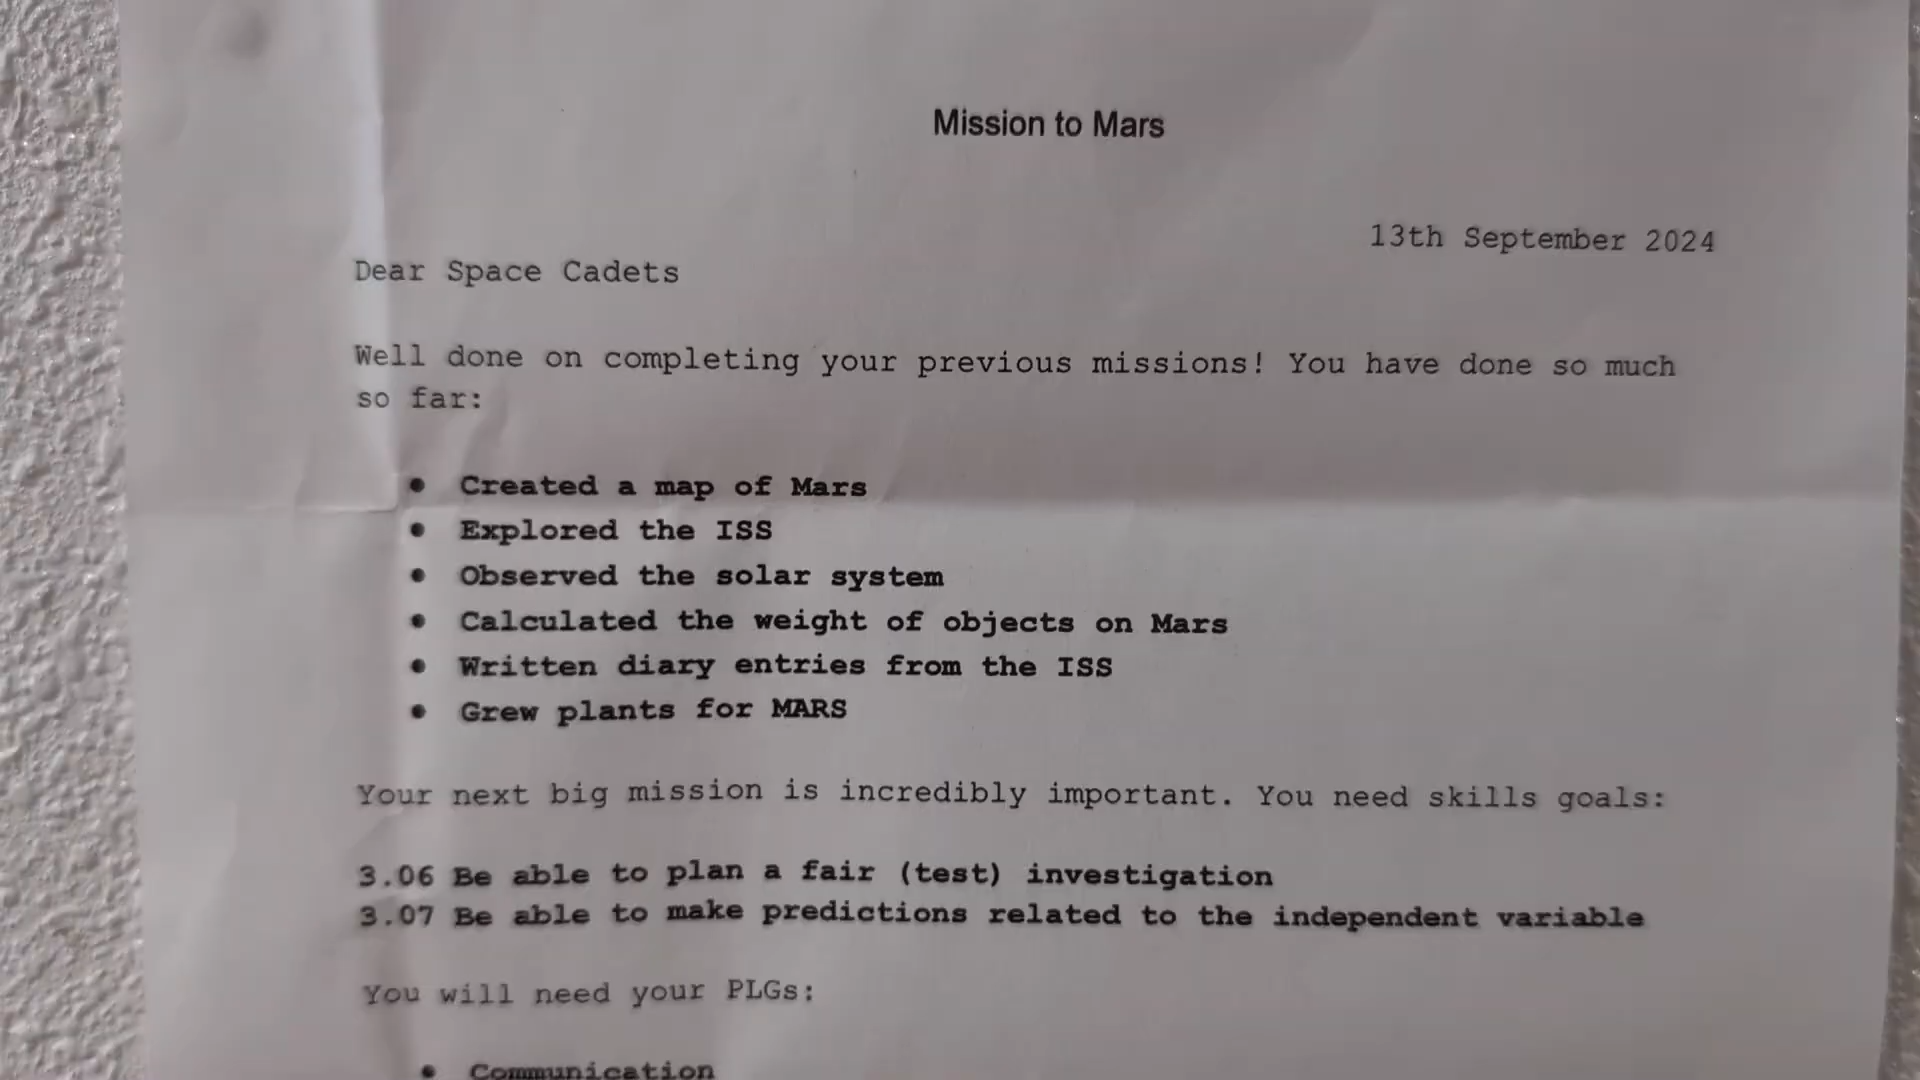 Mission to Mars
13th September 2024
Dear Space Cadets
Well done on completing your previous missions! You have done so much
so far:
• Created a map of Mars
• Explored the ISS
• Observed the solar system
• Calculated the weight of objects on Mars
• Written diary entries from the ISS
• Grew plants for MARS
Your next big mission is incredibly important. You need skills goals:
3.06 Be able to plan a fair (test) investigation
3.07 Be able to make predictions related to the independent variable
You will need your PLGs:
• Communication